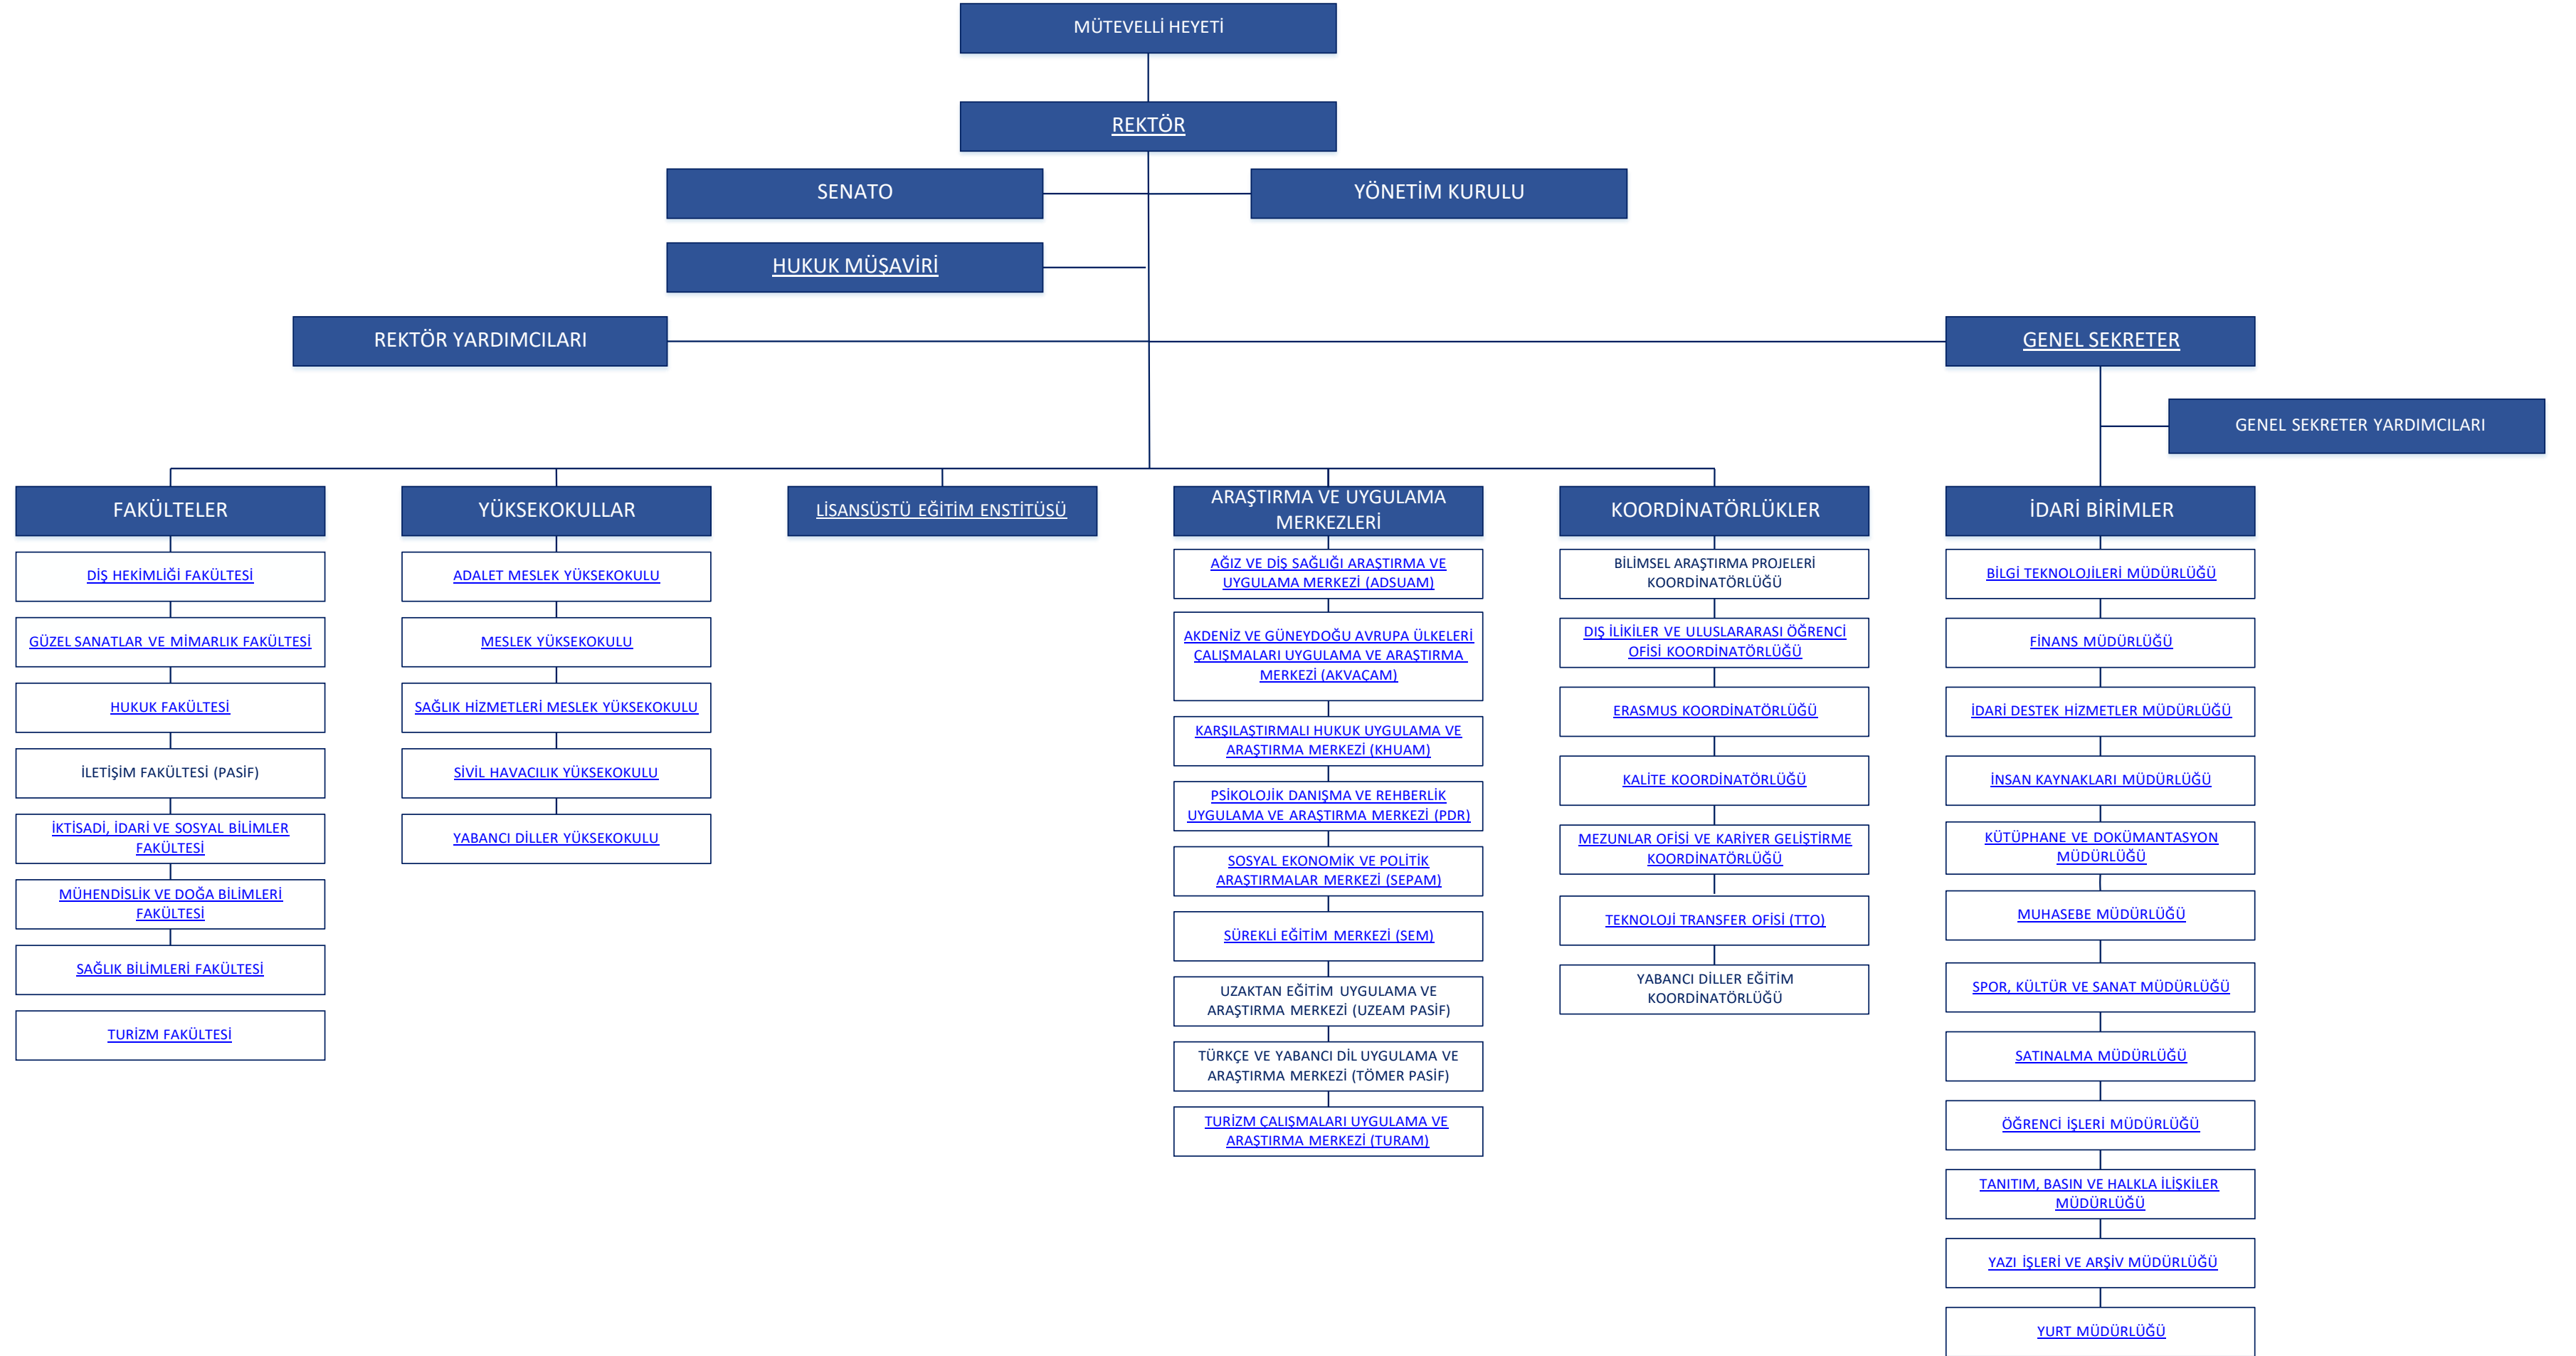 MÜTEVELLİ HEYETİ
REKTÖR
SENATO
YÖNETİM KURULU
HUKUK MÜŞAVİRİ
REKTÖR YARDIMCILARI
GENEL SEKRETER
GENEL SEKRETER YARDIMCILARI
FAKÜLTELER
DİŞ HEKİMLİĞİ FAKÜLTESİ
GÜZEL SANATLAR VE MİMARLIK FAKÜLTESİ
HUKUK FAKÜLTESİ
İLETİŞİM FAKÜLTESİ (PASİF)
İKTİSADİ, İDARİ VE SOSYAL BİLİMLER
FAKÜLTESİ
MÜHENDİSLİK VE DOĞA BİLİMLERİ
FAKÜLTESİ
SAĞLIK BİLİMLERİ FAKÜLTESİ
TURİZM FAKÜLTESİ
YÜKSEKOKULLAR
ADALET MESLEK YÜKSEKOKULU
MESLEK YÜKSEKOKULU
SAĞLIK HİZMETLERİ MESLEK YÜKSEKOKULU
SİVİL HAVACILIK YÜKSEKOKULU
YABANCI DİLLER YÜKSEKOKULU
LİSANSÜSTÜ EĞİTİM ENSTİTÜSÜ
ARAŞTIRMA VE UYGULAMA
MERKEZLERİ
AĞIZ VE DİŞ SAĞLIĞI ARAŞTIRMA VE
UYGULAMA MERKEZİ (ADSUAM)
AKDENİZ VE GÜNEYDOĞU AVRUPA ÜLKELERİ
ÇALIŞMALARI UYGULAMA VE ARAŞTIRMA
MERKEZİ (AKVAÇAM)
KARŞILAŞTIRMALI HUKUK UYGULAMA VE
ARAŞTIRMA MERKEZİ (KHUAM)
PSİKOLOJİK DANIŞMA VE REHBERLİK
UYGULAMA VE ARAŞTIRMA MERKEZİ (PDR)
SOSYAL EKONOMİK VE POLİTİK
ARAŞTIRMALAR MERKEZİ (SEPAM)
SÜREKLİ EĞİTİM MERKEZİ (SEM)
UZAKTAN EĞİTİM UYGULAMA VE
ARAŞTIRMA MERKEZİ (UZEAM PASİF)
TÜRKÇE VE YABANCI DİL UYGULAMA VE
ARAŞTIRMA MERKEZİ (TÖMER PASİF)
TURİZM ÇALIŞMALARI UYGULAMA VE
ARAŞTIRMA MERKEZİ (TURAM)
KOORDİNATÖRLÜKLER
BİLİMSEL ARAŞTIRMA PROJELERİ
KOORDİNATÖRLÜĞÜ
DIŞ İLİKİLER VE ULUSLARARASI ÖĞRENCİ
OFİSİ KOORDİNATÖRLÜĞÜ
ERASMUS KOORDİNATÖRLÜĞÜ
KALİTE KOORDİNATÖRLÜĞÜ
MEZUNLAR OFİSİ VE KARİYER GELİŞTİRME
KOORDİNATÖRLÜĞÜ
TEKNOLOJİ TRANSFER OFİSİ (TTO)
YABANCI DİLLER EĞİTİM
KOORDİNATÖRLÜĞÜ
İDARİ BİRİMLER
BİLGİ TEKNOLOJİLERİ MÜDÜRLÜĞÜ
FİNANS MÜDÜRLÜĞÜ
İDARİ DESTEK HİZMETLER MÜDÜRLÜĞÜ
İNSAN KAYNAKLARI MÜDÜRLÜĞÜ
KÜTÜPHANE VE DOKÜMANTASYON
MÜDÜRLÜĞÜ
MUHASEBE MÜDÜRLÜĞÜ
SPOR, KÜLTÜR VE SANAT MÜDÜRLÜĞÜ
SATINALMA MÜDÜRLÜĞÜ
ÖĞRENCİ İŞLERİ MÜDÜRLÜĞÜ
TANITIM, BASIN VE HALKLA İLİŞKİLER
MÜDÜRLÜĞÜ
YAZI İŞLERİ VE ARŞİV MÜDÜRLÜĞÜ
YURT MÜDÜRLÜĞÜ